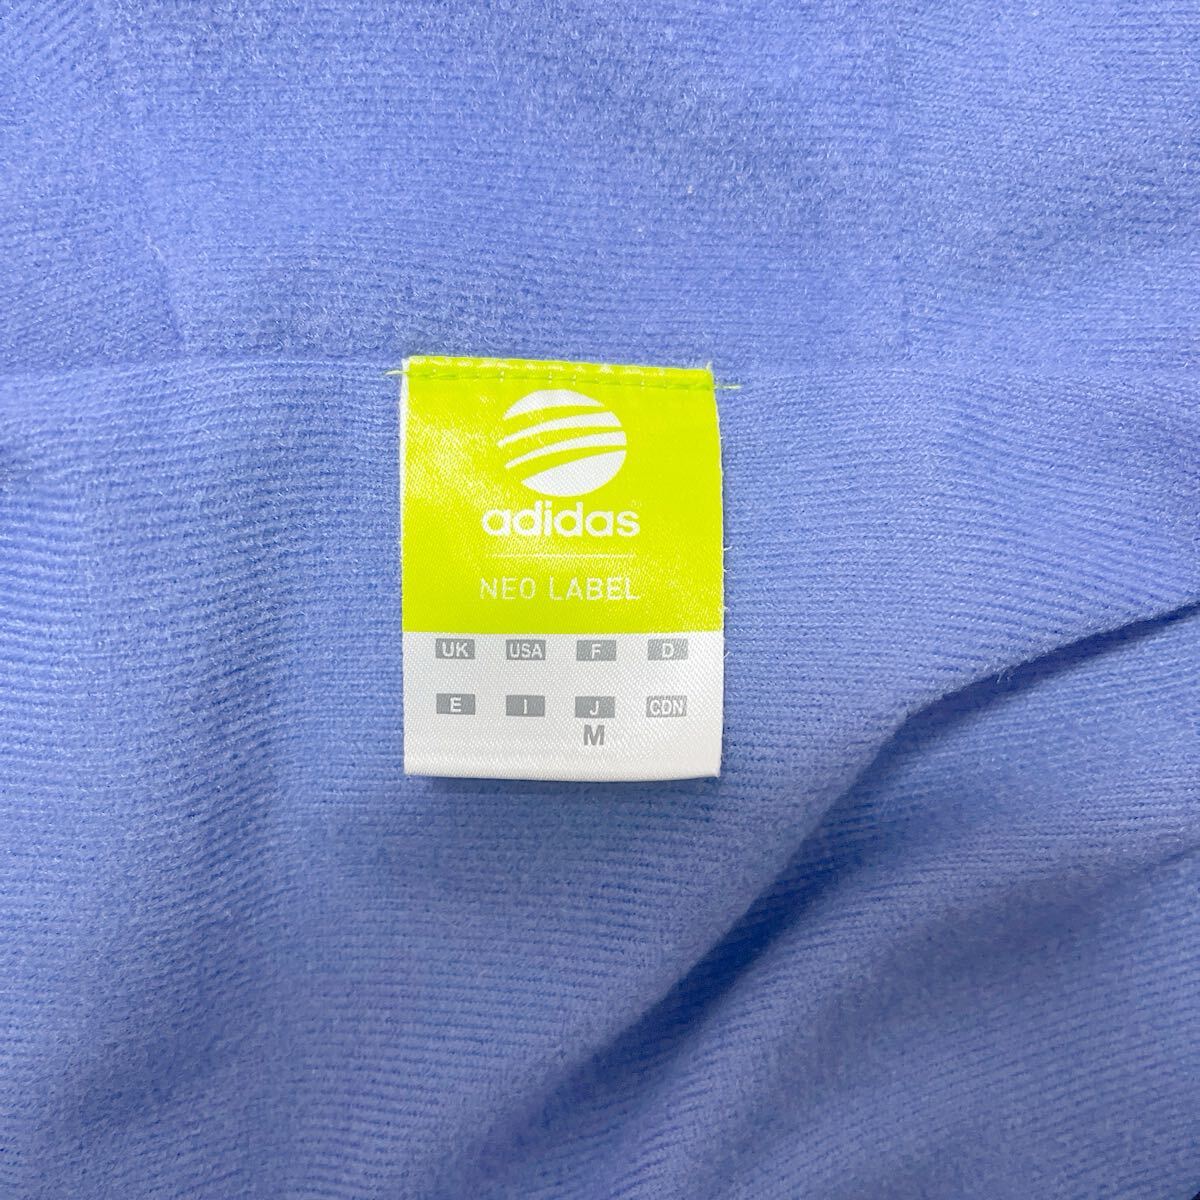 adidas
NEO LABEL
UK USA F D
E I J CDN
M